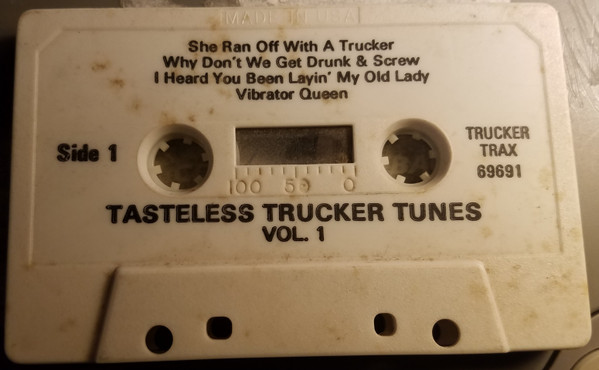 MADE IN USA
She Ran Off With A Trucker
Why Don't We Get Drunk & Screw
I Heard You Been Layin' My Old Lady
Vibrator Queen
Side 1
TRUCKER
TRAX
69691
100 50 0
TASTELESS TRUCKER TUNES
VOL. 1